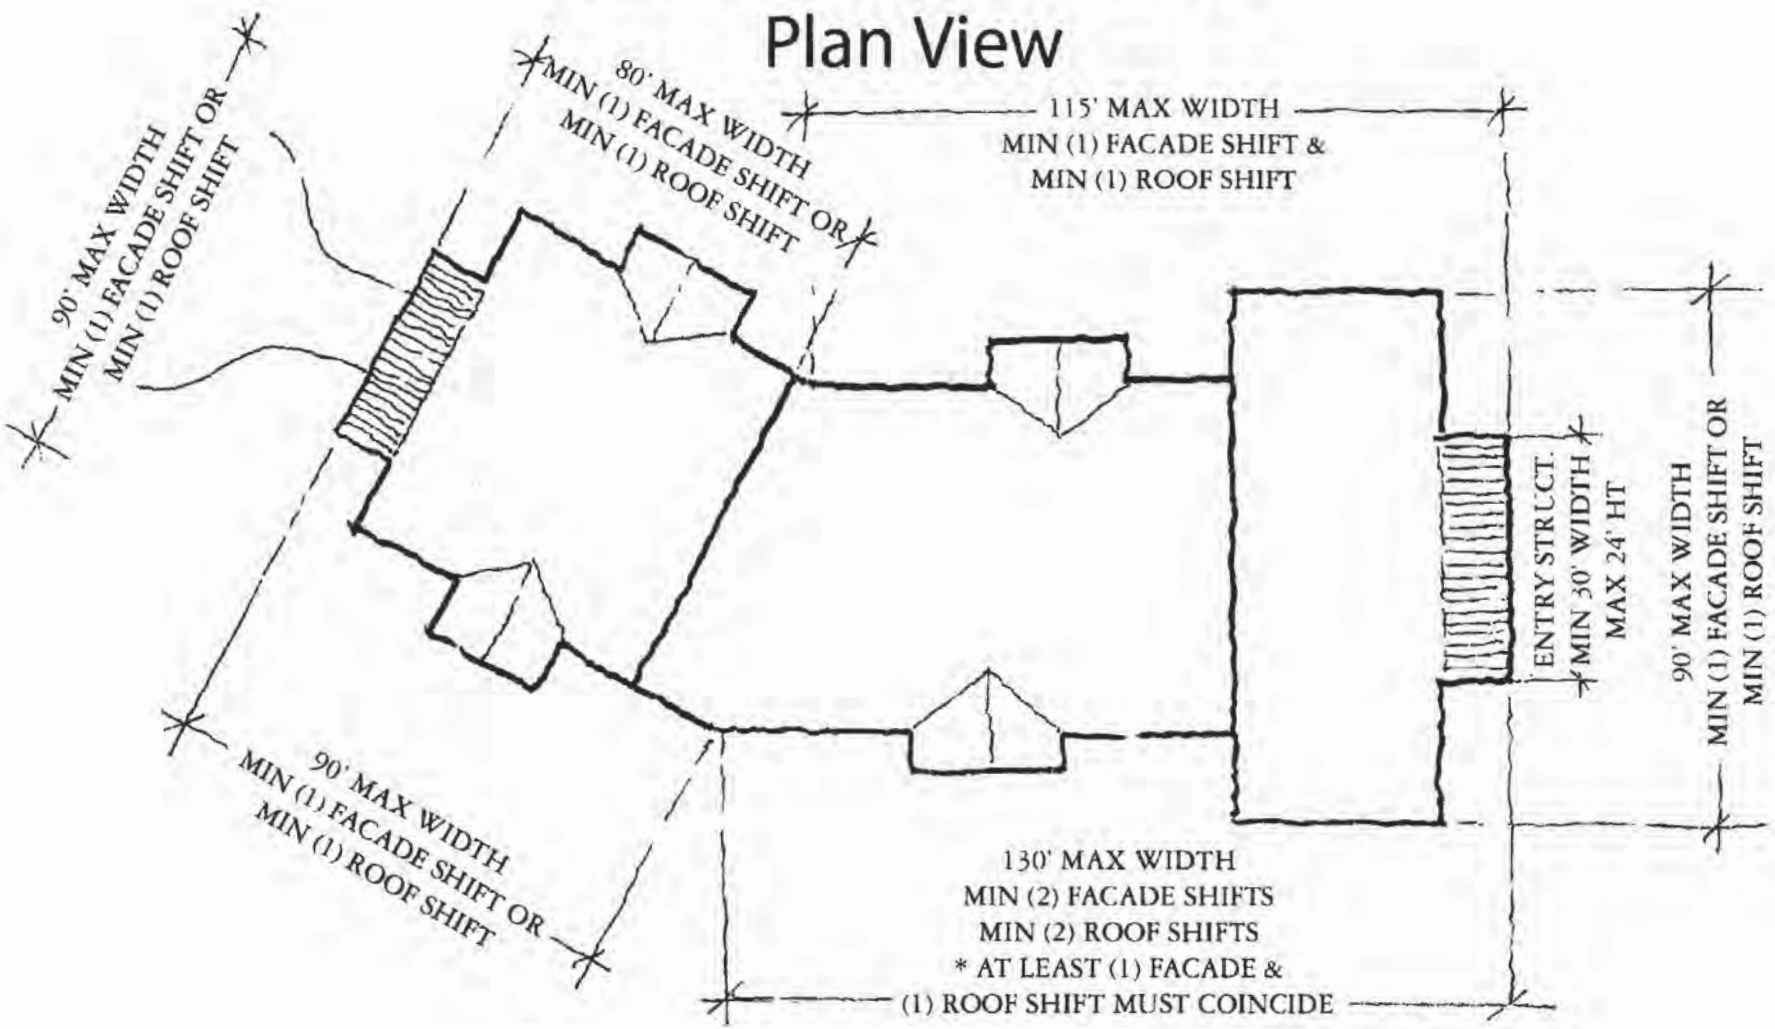 Plan View
90' MAX WIDTH
MIN (1) FACADE SHIFT OR
MIN (1) ROOF SHIFT
80' MAX WIDTH
MIN (1) FACADE SHIFT OR
MIN (1) ROOF SHIFT
115' MAX WIDTH
MIN (1) FACADE SHIFT &
MIN (1) ROOF SHIFT
ENTRY STRUCT.
MIN 30' WIDTH
MAX 24' HT
90' MAX WIDTH
MIN (1) FACADE SHIFT OR
MIN (1) ROOF SHIFT
90' MAX WIDTH
MIN (1) FACADE SHIFT OR
MIN (1) ROOF SHIFT
130' MAX WIDTH
MIN (2) FACADE SHIFTS
MIN (2) ROOF SHIFTS
* AT LEAST (1) FACADE &
(1) ROOF SHIFT MUST COINCIDE